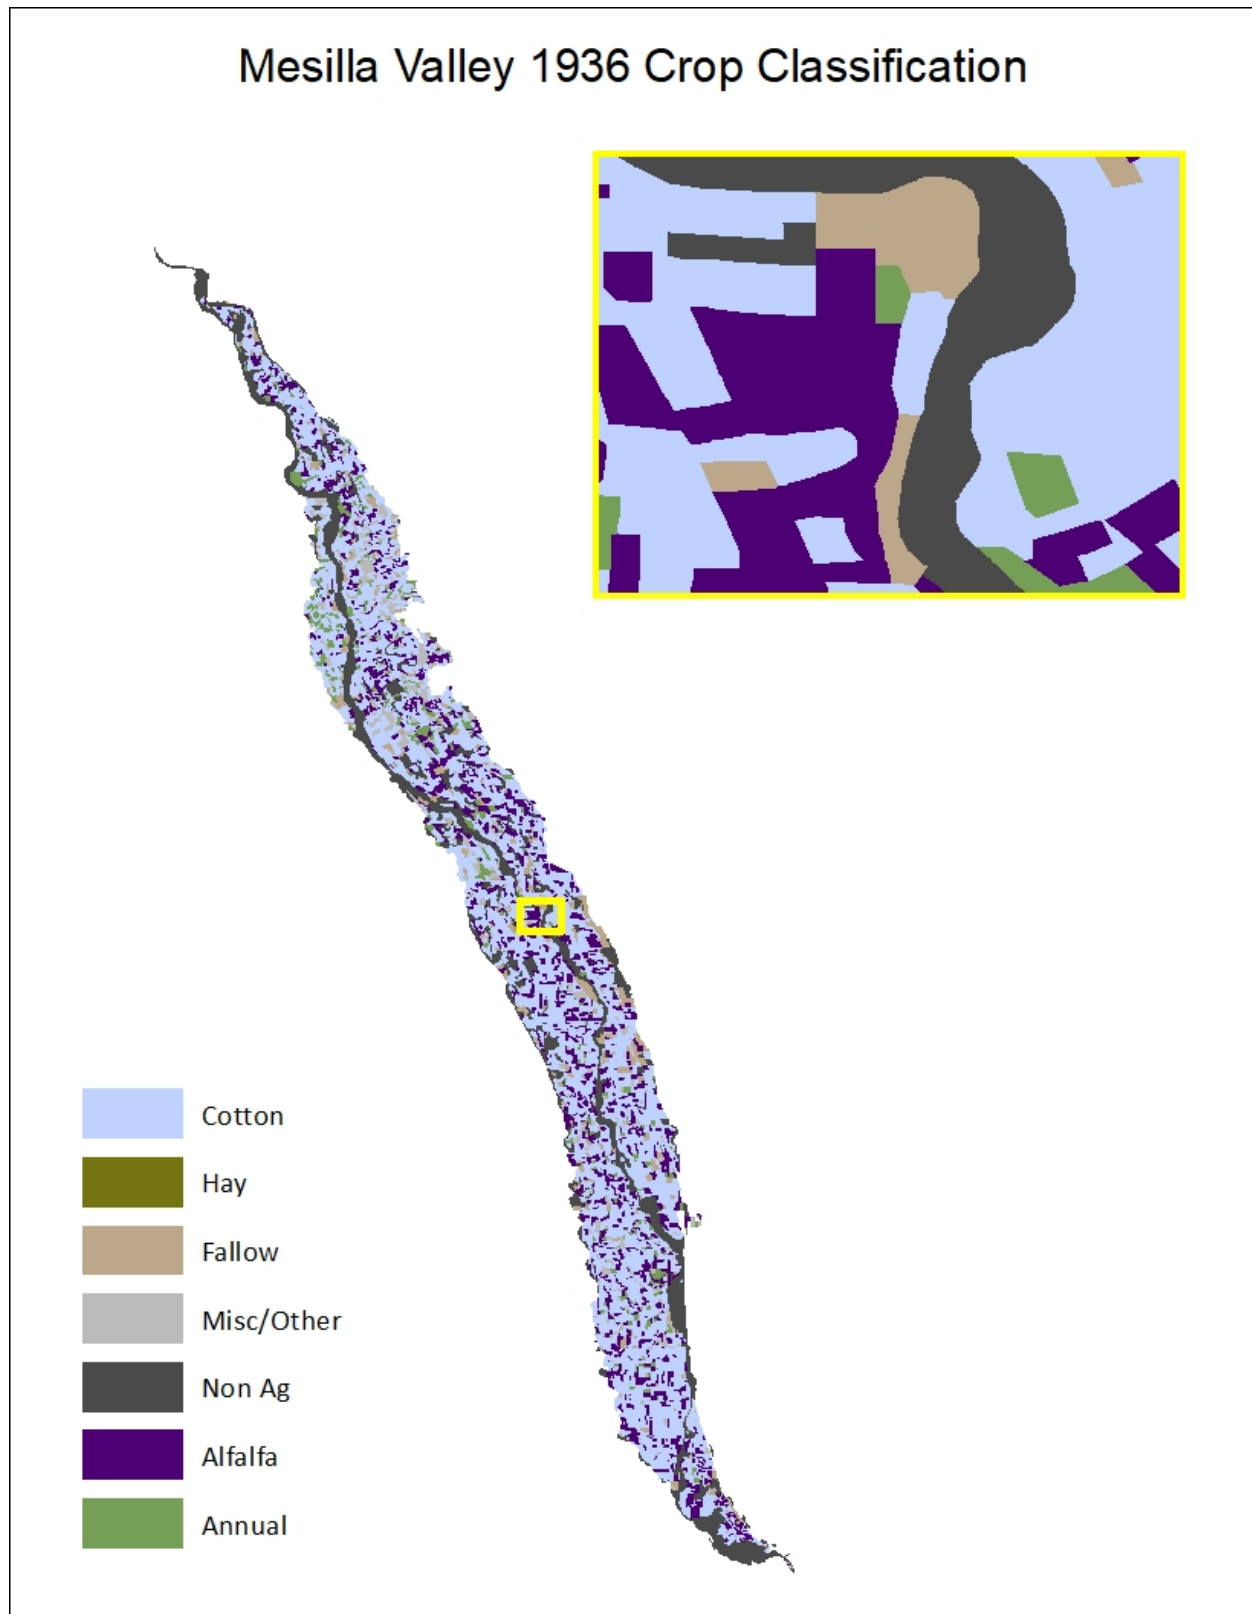 Mesilla Valley 1936 Crop Classification
Cotton
Hay
Fallow
Misc/Other
Non Ag
Alfalfa
Annual